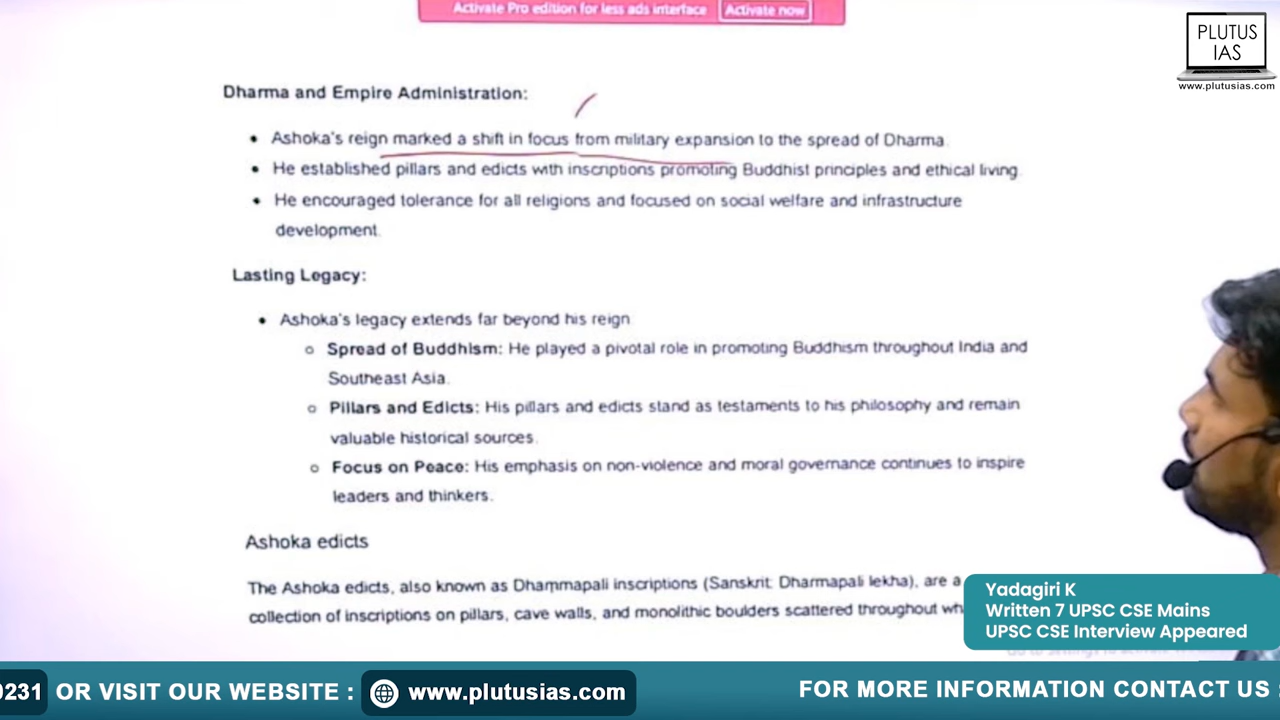 Activate Pro edition for less ads interface Activate now
PLUTUS
IAS
www.plutusias.com
Dharma and Empire Administration:
• Ashoka's reign marked a shift in focus from military expansion to the spread of Dharma.
• He established pillars and edicts with inscriptions promoting Buddhist principles and ethical living.
• He encouraged tolerance for all religions and focused on social welfare and infrastructure
development.
Lasting Legacy:
• Ashoka's legacy extends far beyond his reign
o Spread of Buddhism: He played a pivotal role in promoting Buddhism throughout India and
Southeast Asia.
o Pillars and Edicts: His pillars and edicts stand as testaments to his philosophy and remain
valuable historical sources.
o Focus on Peace: His emphasis on non-violence and moral governance continues to inspire
leaders and thinkers.
Ashoka edicts
The Ashoka edicts, also known as Dhammapali inscriptions (Sanskrit: Dharmapali lekha), are a
collection of inscriptions on pillars, cave walls, and monolithic boulders scattered throughout wh
Yadagiri K
Written 7 UPSC CSE Mains
UPSC CSE Interview Appeared
0231 OR VISIT OUR WEBSITE : www.plutusias.com FOR MORE INFORMATION CONTACT US :